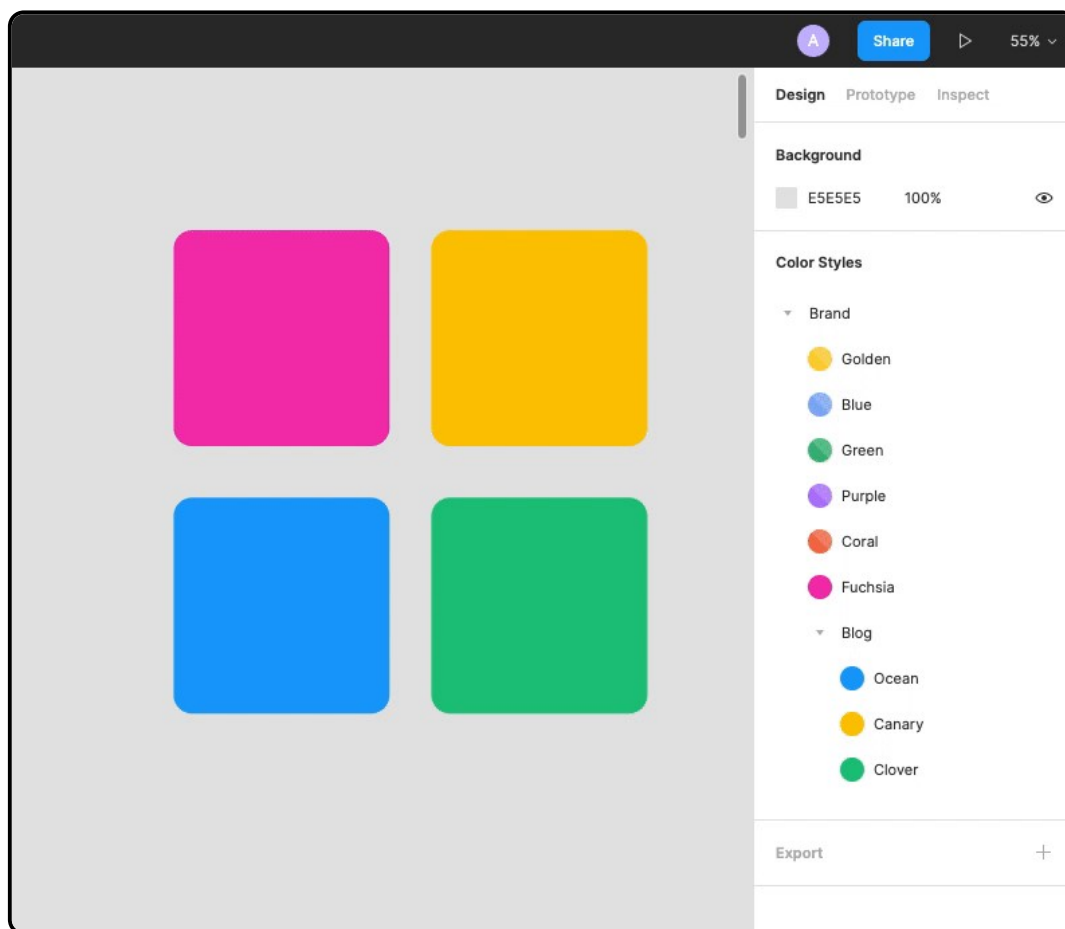 A Share 55%
Design Prototype Inspect
Background
E5E5E5 100%
Color Styles
Brand
Golden
Blue
Green
Purple
Coral
Fuchsia
Blog
Ocean
Canary
Clover
Export